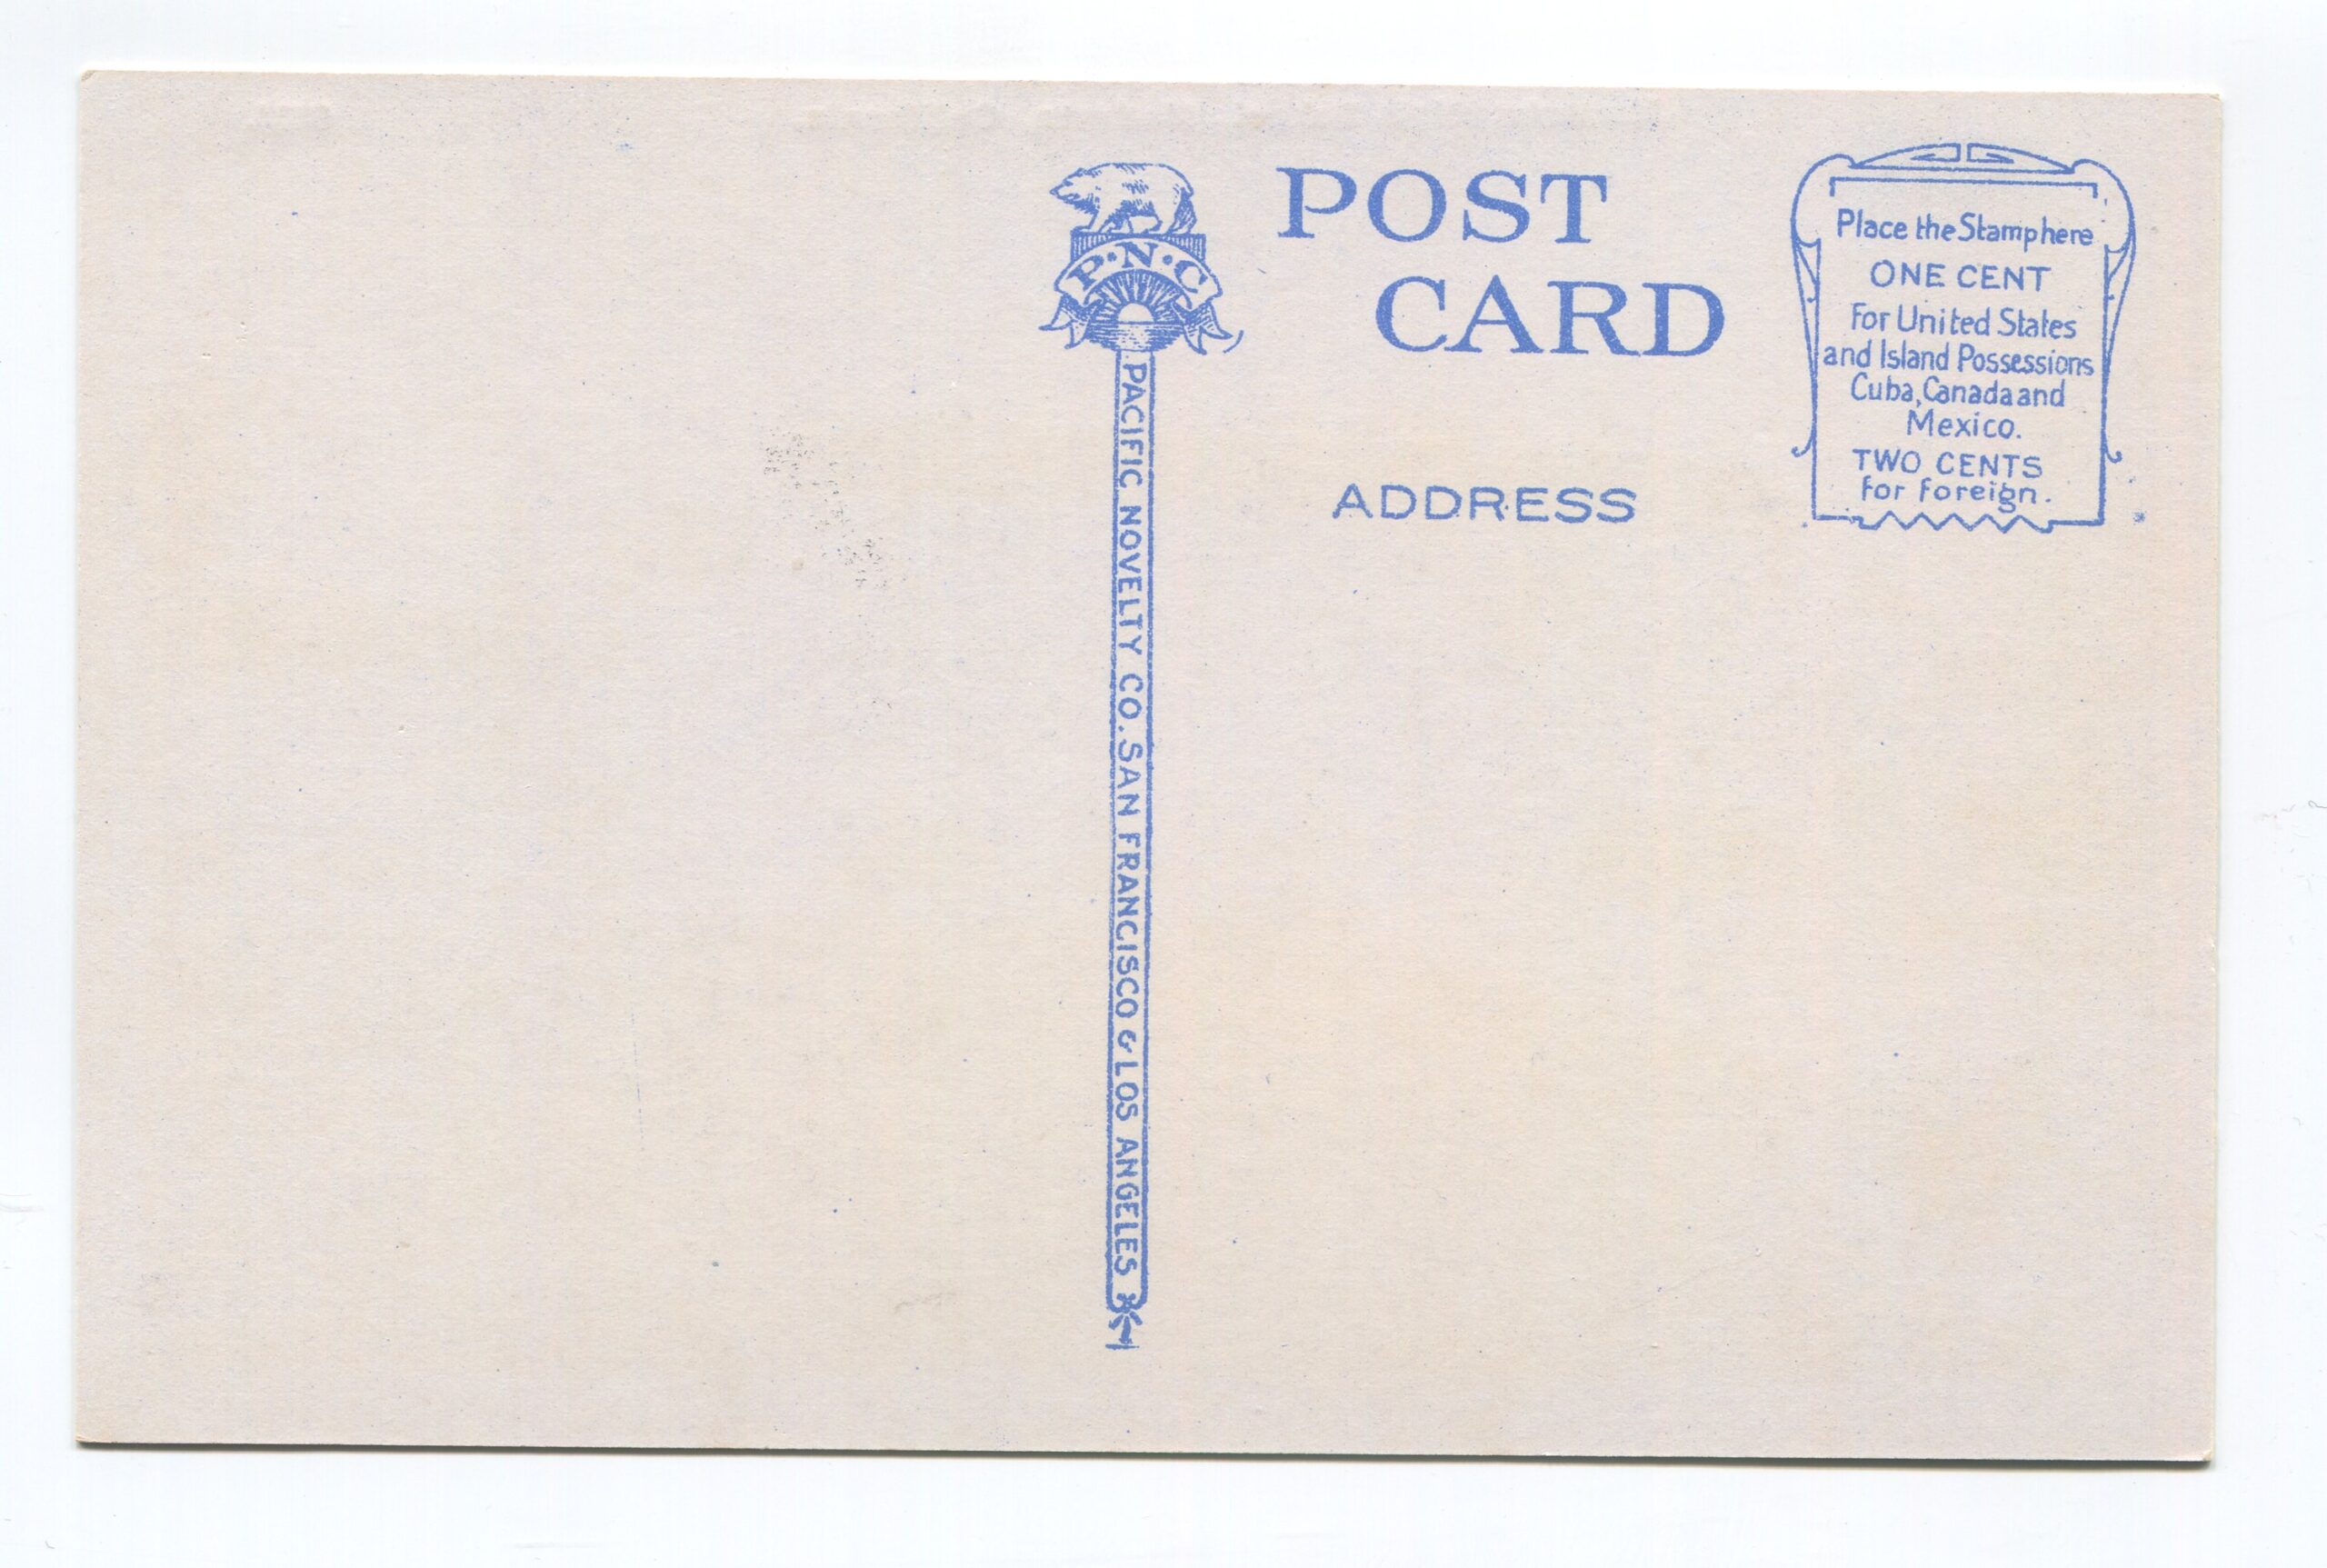 P·N·C
PACIFIC NOVELTY CO. SAN FRANCISCO & LOS ANGELES
POST
CARD
ADDRESS
Place the Stamp here
ONE CENT
For United States
and Island Possessions
Cuba, Canada and
Mexico.
TWO CENTS
For Foreign.